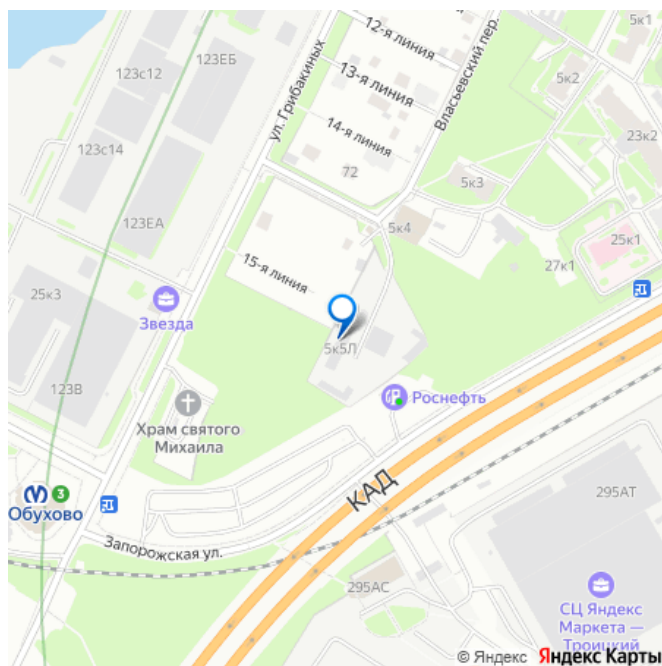 12-я линия
5к1
123ЕБ
123с12
ул. Грибакиных
13-я линия
Власьевский пер.
5к2
14-я линия
123с14
23к2
72
5к3
123ЕА
5к4
25к1
15-я линия
27к1
25к3
Звезда
5к5Л
123В
Роснефть
Храм святого
Михаила
КАД
295АТ
3
Обухово
Запорожская ул.
295АС
СЦ Яндекс
Маркета —
Троицкий
© Яндекс Яндекс Карты